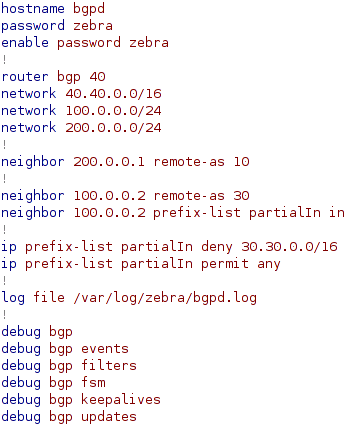 hostname bgpd
password zebra
enable password zebra
!
router bgp 40
network 40.40.0.0/16
network 100.0.0.0/24
network 200.0.0.0/24
!
neighbor 200.0.0.1 remote-as 10
!
neighbor 100.0.0.2 remote-as 30
neighbor 100.0.0.2 prefix-list partialIn in
!
ip prefix-list partialIn deny 30.30.0.0/16
ip prefix-list partialIn permit any
!
log file /var/log/zebra/bgpd.log
!
debug bgp
debug bgp events
debug bgp filters
debug bgp fsm
debug bgp keepalives
debug bgp updates